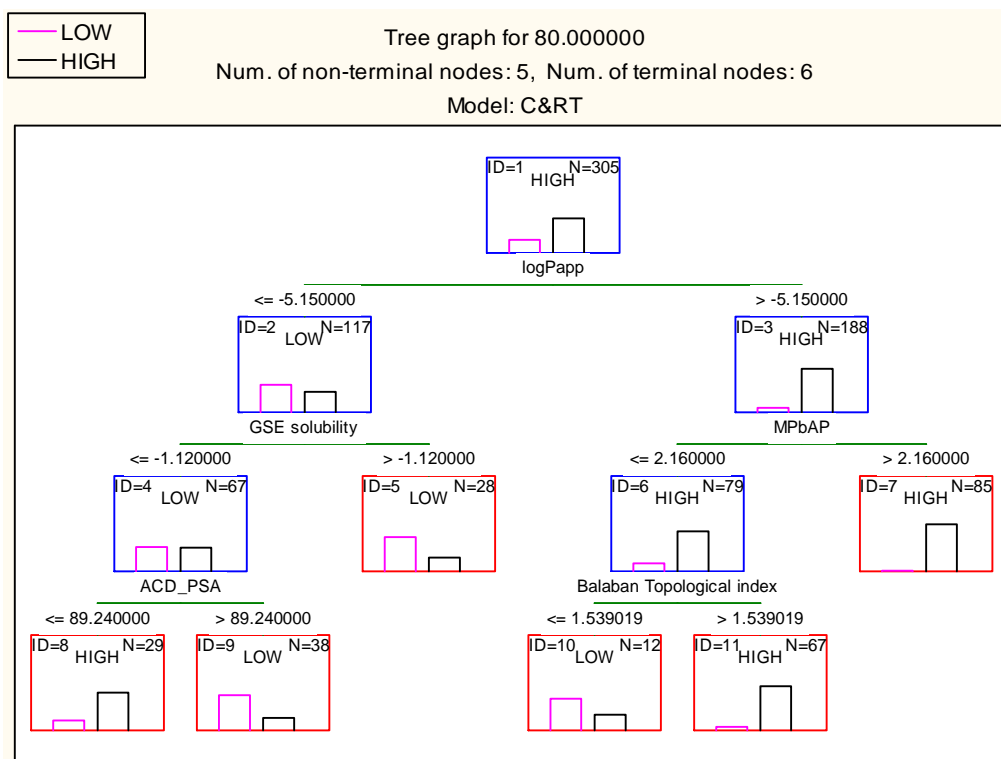 LOW
HIGH
Tree graph for 80.000000
Num. of non-terminal nodes: 5, Num. of terminal nodes: 6
Model: C&RT
ID=1 N=305
HIGH
logPapp
<= -5.150000 > -5.150000
ID=2 N=117 ID=3 N=188
LOW HIGH
GSE solubility MPbAP
<= -1.120000 > -1.120000 <= 2.160000 > 2.160000
ID=4 N=67 ID=5 N=28 ID=6 N=79 ID=7 N=85
LOW LOW HIGH HIGH
ACD_PSA Balaban Topological index
<= 89.240000 > 89.240000 <= 1.539019 > 1.539019
ID=8 N=29 ID=9 N=38 ID=10 N=12 ID=11 N=67
HIGH LOW LOW HIGH